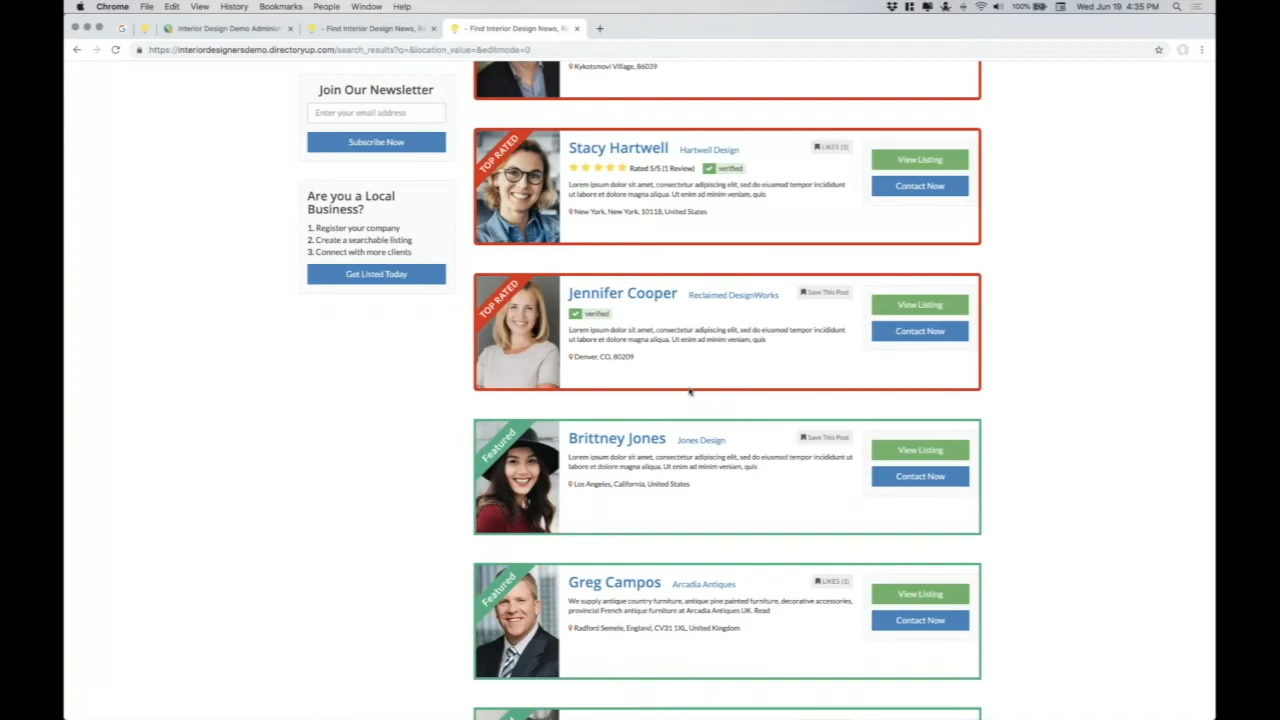 Chrome File Edit View History Bookmarks People Window Help 100% Wed Jun 19 4:35 PM
Interior Design Demo Administ × - Find Interior Design News, Re × - Find Interior Design News, Re ×
https://interiordesignersdemo.directoryup.com/search_results?q=&location_value=&editmode=0
Kykotsmovi Village, 86039
Join Our Newsletter
Enter your email address
Subscribe Now
Are you a Local
Business?
1. Register your company
2. Create a searchable listing
3. Connect with more clients
Get Listed Today
TOP RATED
Stacy Hartwell Hartwell Design LIKES (1)
Rated 5/5 (1 Review) verified
Lorem ipsum dolor sit amet, consectetur adipiscing elit, sed do eiusmod tempor incididunt
ut labore et dolore magna aliqua. Ut enim ad minim veniam, quis
New York, New York, 10118, United States
View Listing
Contact Now
TOP RATED
Jennifer Cooper Reclaimed DesignWorks Save This Post
verified
Lorem ipsum dolor sit amet, consectetur adipiscing elit, sed do eiusmod tempor incididunt
ut labore et dolore magna aliqua. Ut enim ad minim veniam, quis
Denver, CO, 80209
View Listing
Contact Now
Featured
Brittney Jones Jones Design Save This Post
Lorem ipsum dolor sit amet, consectetur adipiscing elit, sed do eiusmod tempor incididunt ut
labore et dolore magna aliqua. Ut enim ad minim veniam, quis
Los Angeles, California, United States
View Listing
Contact Now
Featured
Greg Campos Arcadia Antiques LIKES (1)
We supply antique country furniture, antique pine painted furniture, decorative accessories,
provincial French antique furniture at Arcadia Antiques UK. Read
Radford Semele, England, CV31 1XL, United Kingdom
View Listing
Contact Now